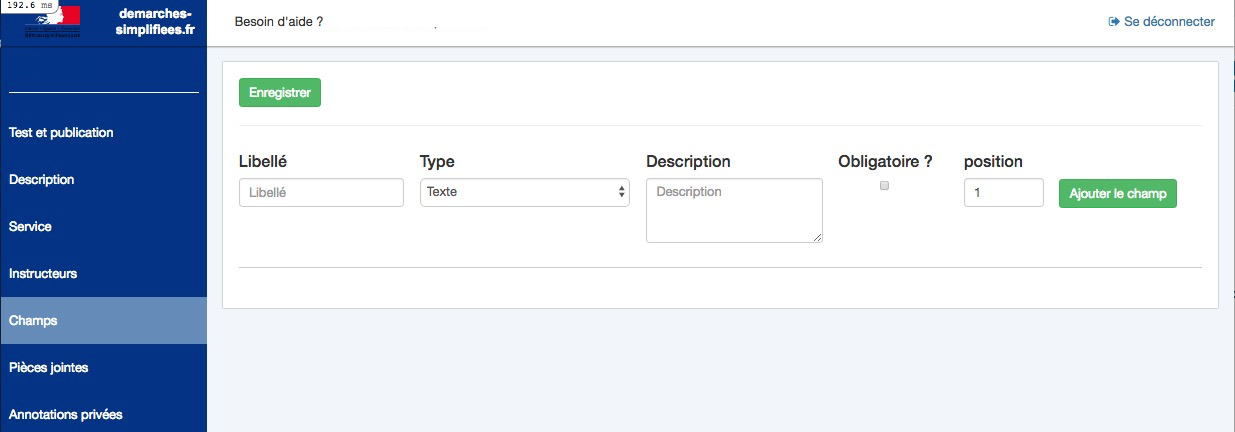 192.6 ms
demarches-
simplifiees.fr
Besoin d'aide ?
Se déconnecter
Test et publication
Description
Service
Instructeurs
Champs
Pièces jointes
Annotations privées
Enregistrer
Libellé Type Description Obligatoire ? position
Libellé Texte Description 1 Ajouter le champ